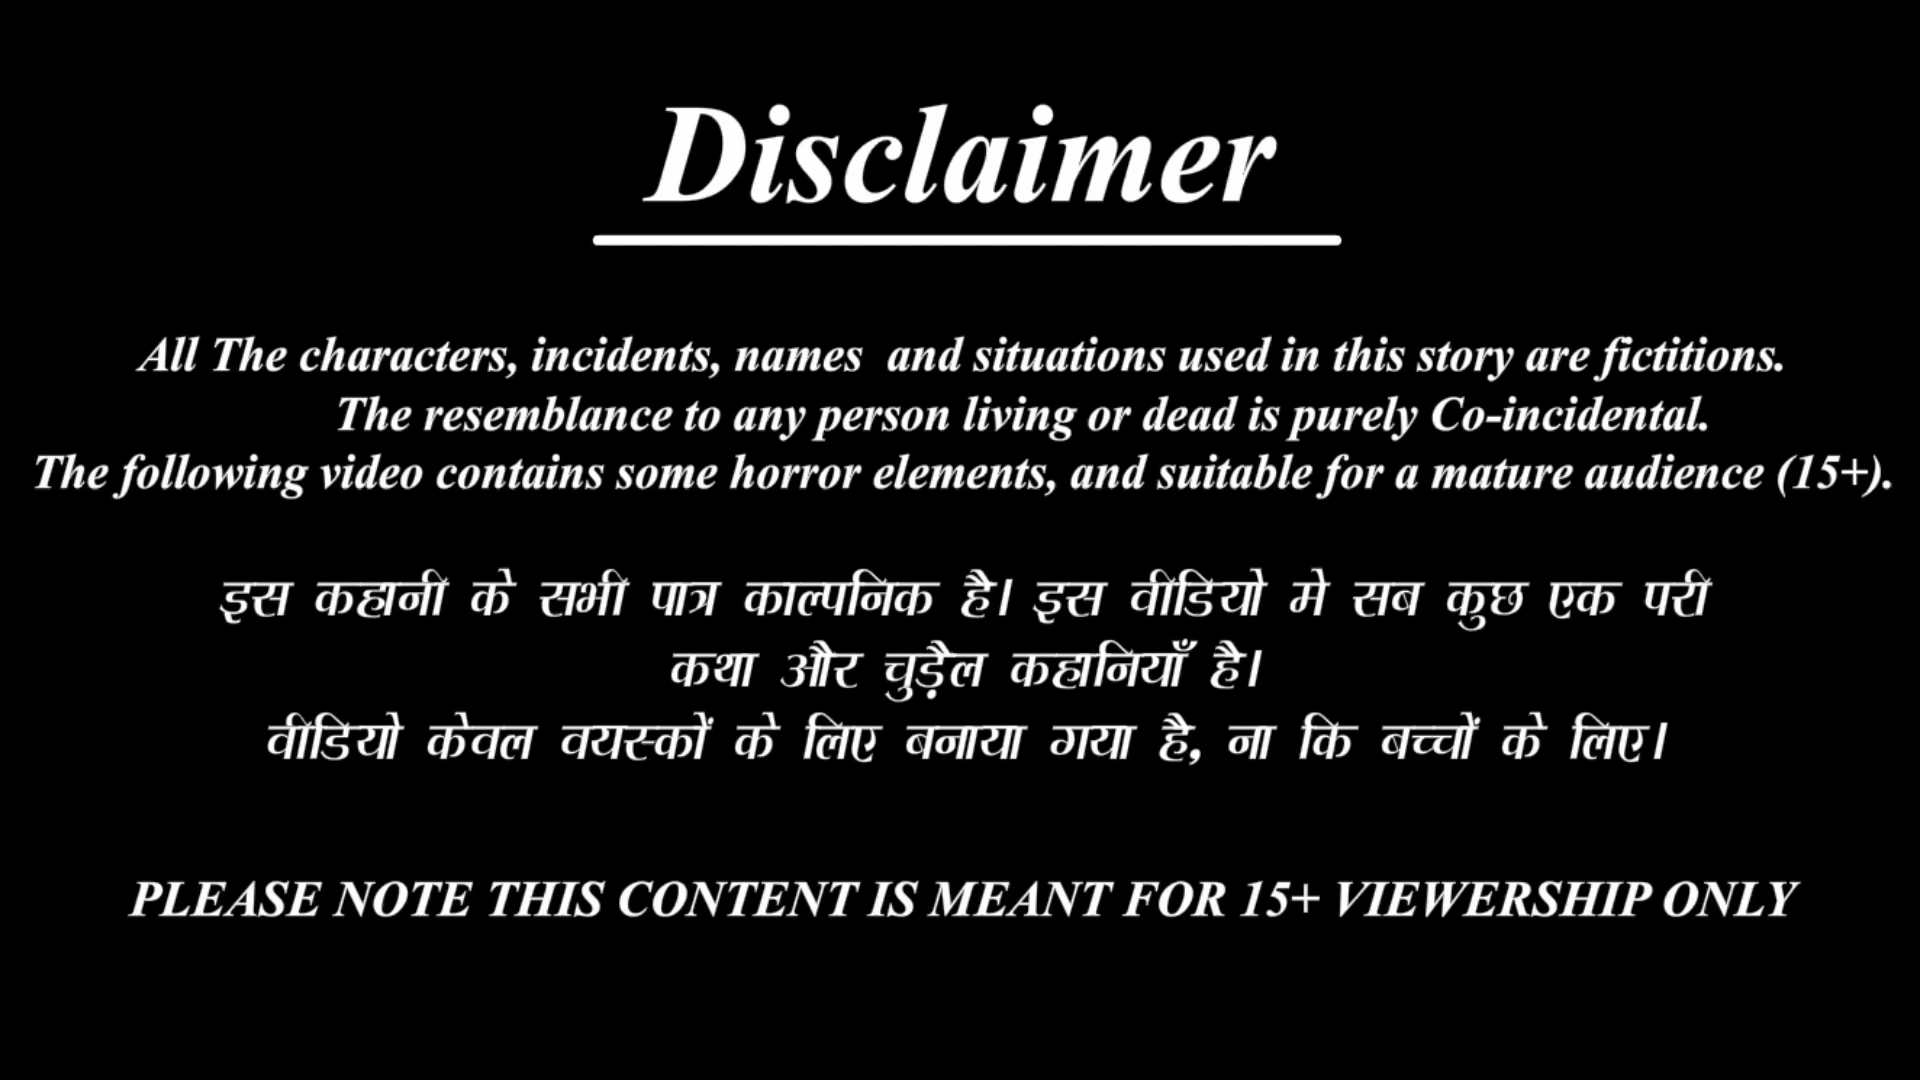 Disclaimer
All The characters, incidents, names and situations used in this story are fictitions.
The resemblance to any person living or dead is purely Co-incidental.
The following video contains some horror elements, and suitable for a mature audience (15+).
इस कहानी के सभी पात्र काल्पनिक है। इस वीडियो मे सब कुछ एक परी
कथा और चुड़ैल कहानियाँ है।
वीडियो केवल वयस्कों के लिए बनाया गया है, ना कि बच्चों के लिए।
PLEASE NOTE THIS CONTENT IS MEANT FOR 15+ VIEWERSHIP ONLY